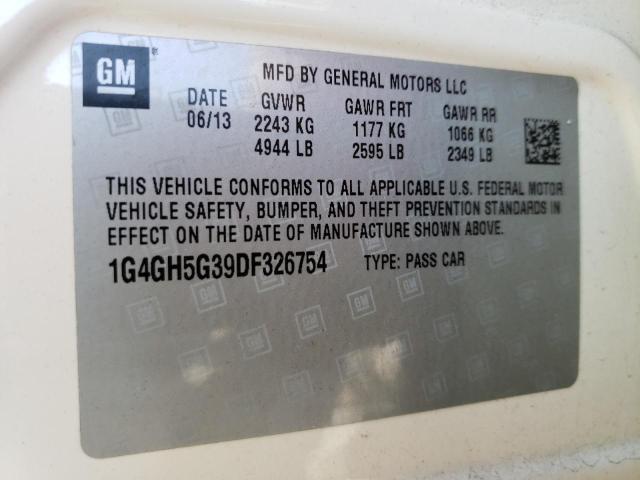 GM
MFD BY GENERAL MOTORS LLC
DATE GVWR GAWR FRT GAWR RR
06/13 2243 KG 1177 KG 1066 KG
4944 LB 2595 LB 2349 LB
THIS VEHICLE CONFORMS TO ALL APPLICABLE U.S. FEDERAL MOTOR
VEHICLE SAFETY, BUMPER, AND THEFT PREVENTION STANDARDS IN
EFFECT ON THE DATE OF MANUFACTURE SHOWN ABOVE.
1G4GH5G39DF326754 TYPE: PASS CAR